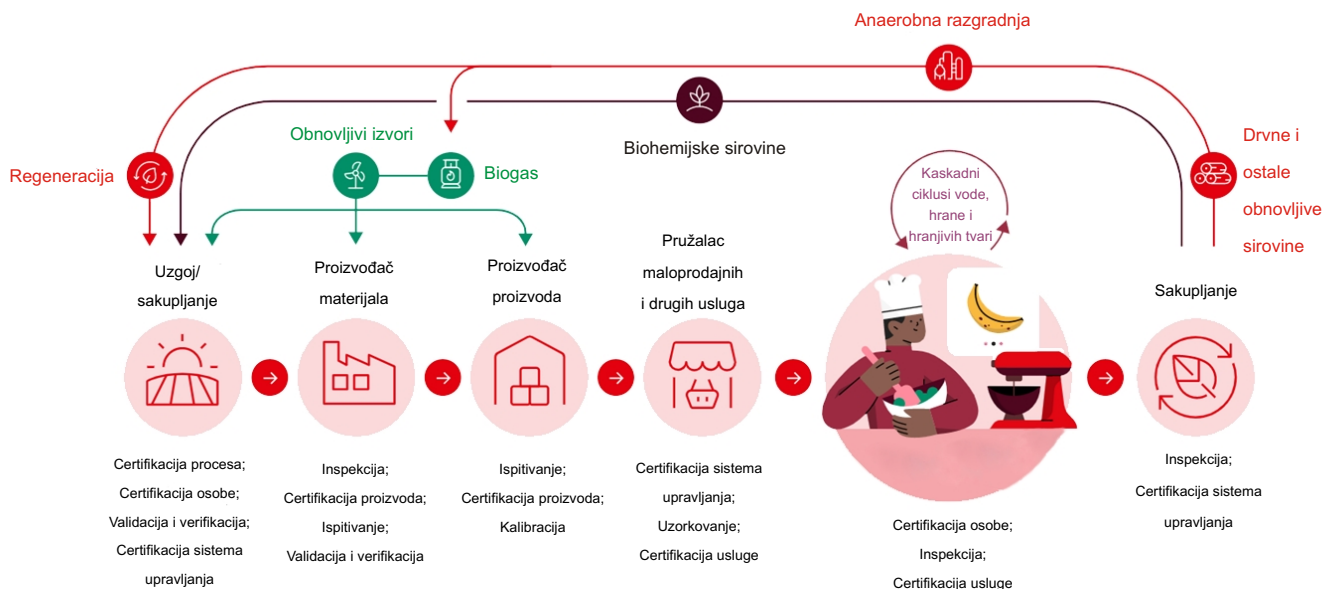 Anaerobna razgradnja
Obnovljivi izvori
Biohemijske sirovine
Drvne i
ostale
obnovljive
sirovine
Regeneracija
Biogas
Kaskadni
ciklusi vode,
hrane i
hranjivih tvari
Uzgoj/
sakupljanje
Proizvođač
materijala
Proizvođač
proizvoda
Pružalac
maloprodajnih
i drugih usluga
Sakupljanje
Certifikacija procesa;
Certifikacija osobe;
Validacija i verifikacija;
Certifikacija sistema
upravljanja
Inspekcija;
Certifikacija proizvoda;
Ispitivanje;
Validacija i verifikacija
Ispitivanje;
Certifikacija proizvoda;
Kalibracija
Certifikacija sistema
upravljanja;
Uzorkovanje;
Certifikacija usluge
Certifikacija osobe;
Inspekcija;
Certifikacija usluge
Inspekcija;
Certifikacija sistema
upravljanja